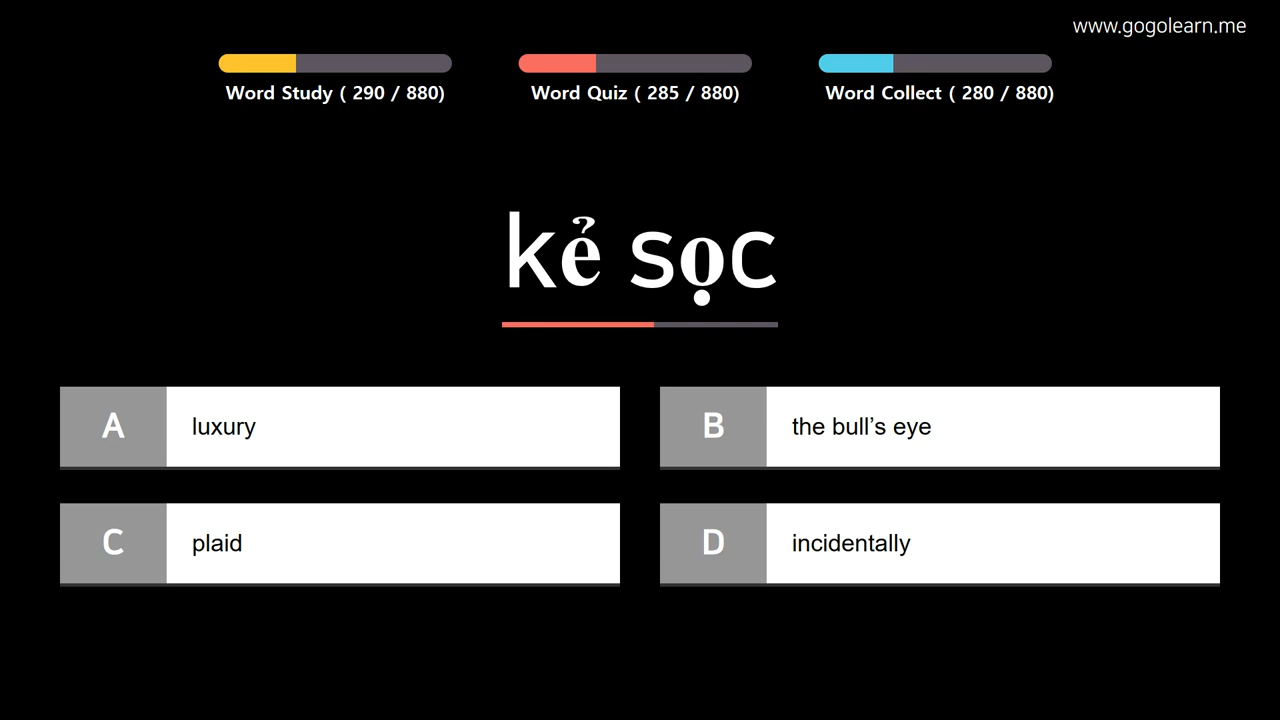 www.gogolearn.me
Word Study ( 290 / 880)
Word Quiz ( 285 / 880)
Word Collect ( 280 / 880)
kẻ sọc
A luxury
B the bull’s eye
C plaid
D incidentally